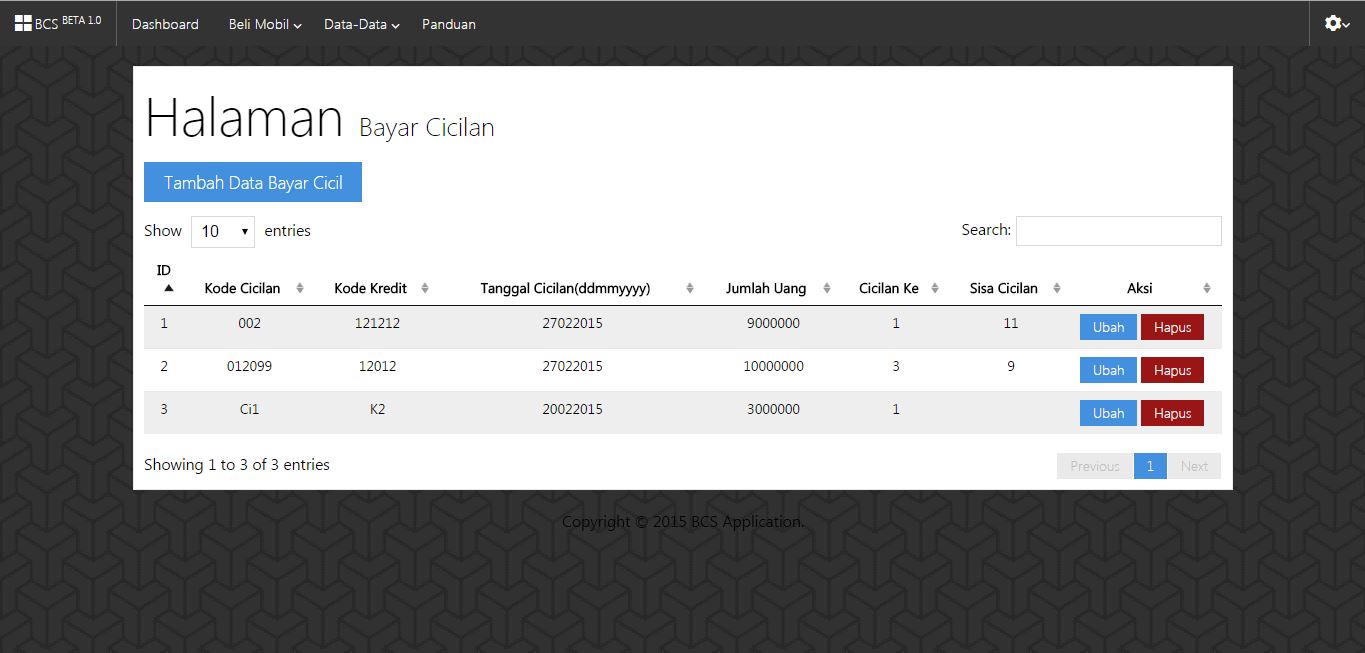 BCS BETA 1.0 Dashboard Beli Mobil Data-Data Panduan
Halaman Bayar Cicilan
Tambah Data Bayar Cicil
Show 10 entries Search:
ID Kode Cicilan Kode Kredit Tanggal Cicilan(ddmmyyyy) Jumlah Uang Cicilan Ke Sisa Cicilan Aksi
1 002 121212 27022015 9000000 1 11 Ubah Hapus
2 012099 12012 27022015 10000000 3 9 Ubah Hapus
3 Ci1 K2 20022015 3000000 1 Ubah Hapus
Showing 1 to 3 of 3 entries Previous 1 Next
Copyright © 2015 BCS Application.